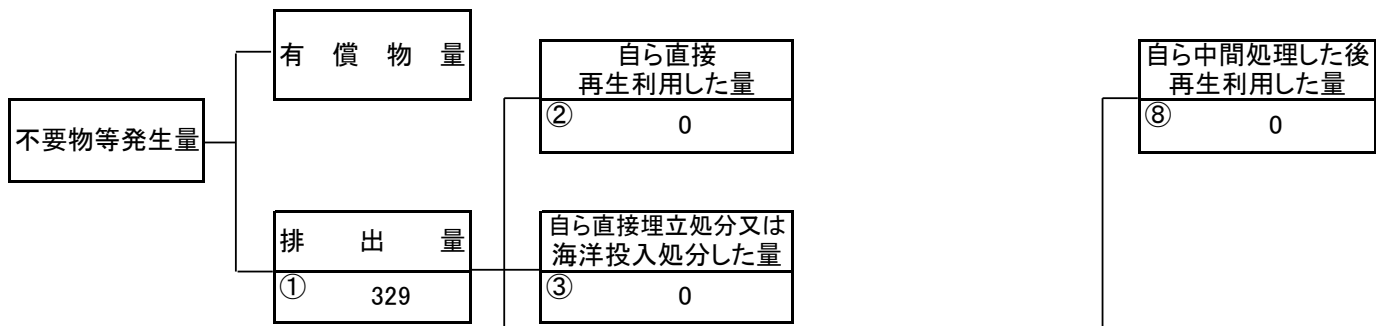 有償物量
自ら直接
再生利用した量
② 0
自ら中間処理した後
再生利用した量
⑧ 0
不要物等発生量
排出量
① 329
自ら直接埋立処分又は
海洋投入処分した量
③ 0